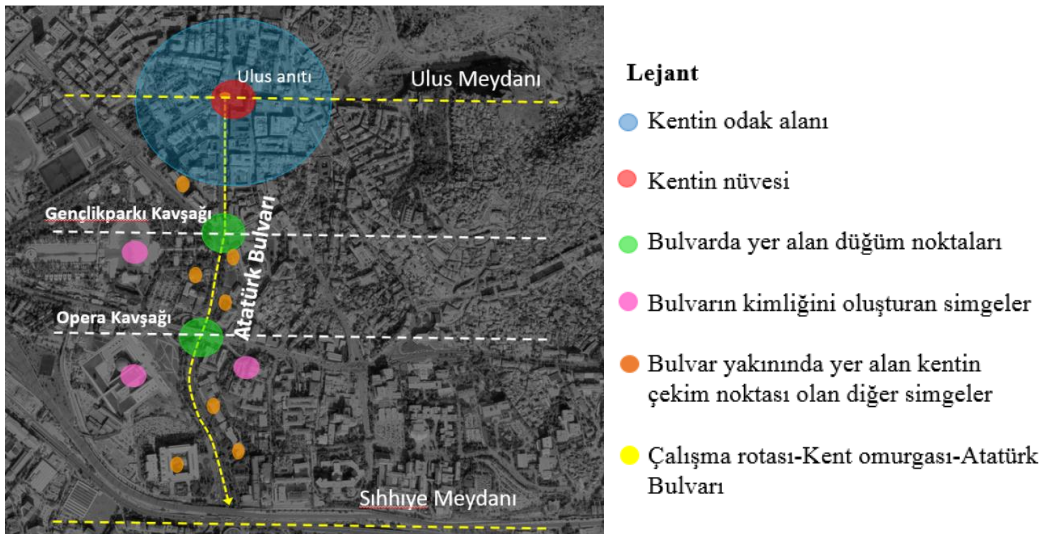 Ulus anıtı
Ulus Meydanı
Gençlikparkı Kavşağı
Atatürk Bulvarı
Opera Kavşağı
Sıhhıye Meydanı
Lejant
Kentin odak alanı
Kentin nüvesi
Bulvarda yer alan düğüm noktaları
Bulvarın kimliğini oluşturan simgeler
Bulvar yakınında yer alan kentin
çekim noktası olan diğer simgeler
Çalışma rotası-Kent omurgası-Atatürk
Bulvarı